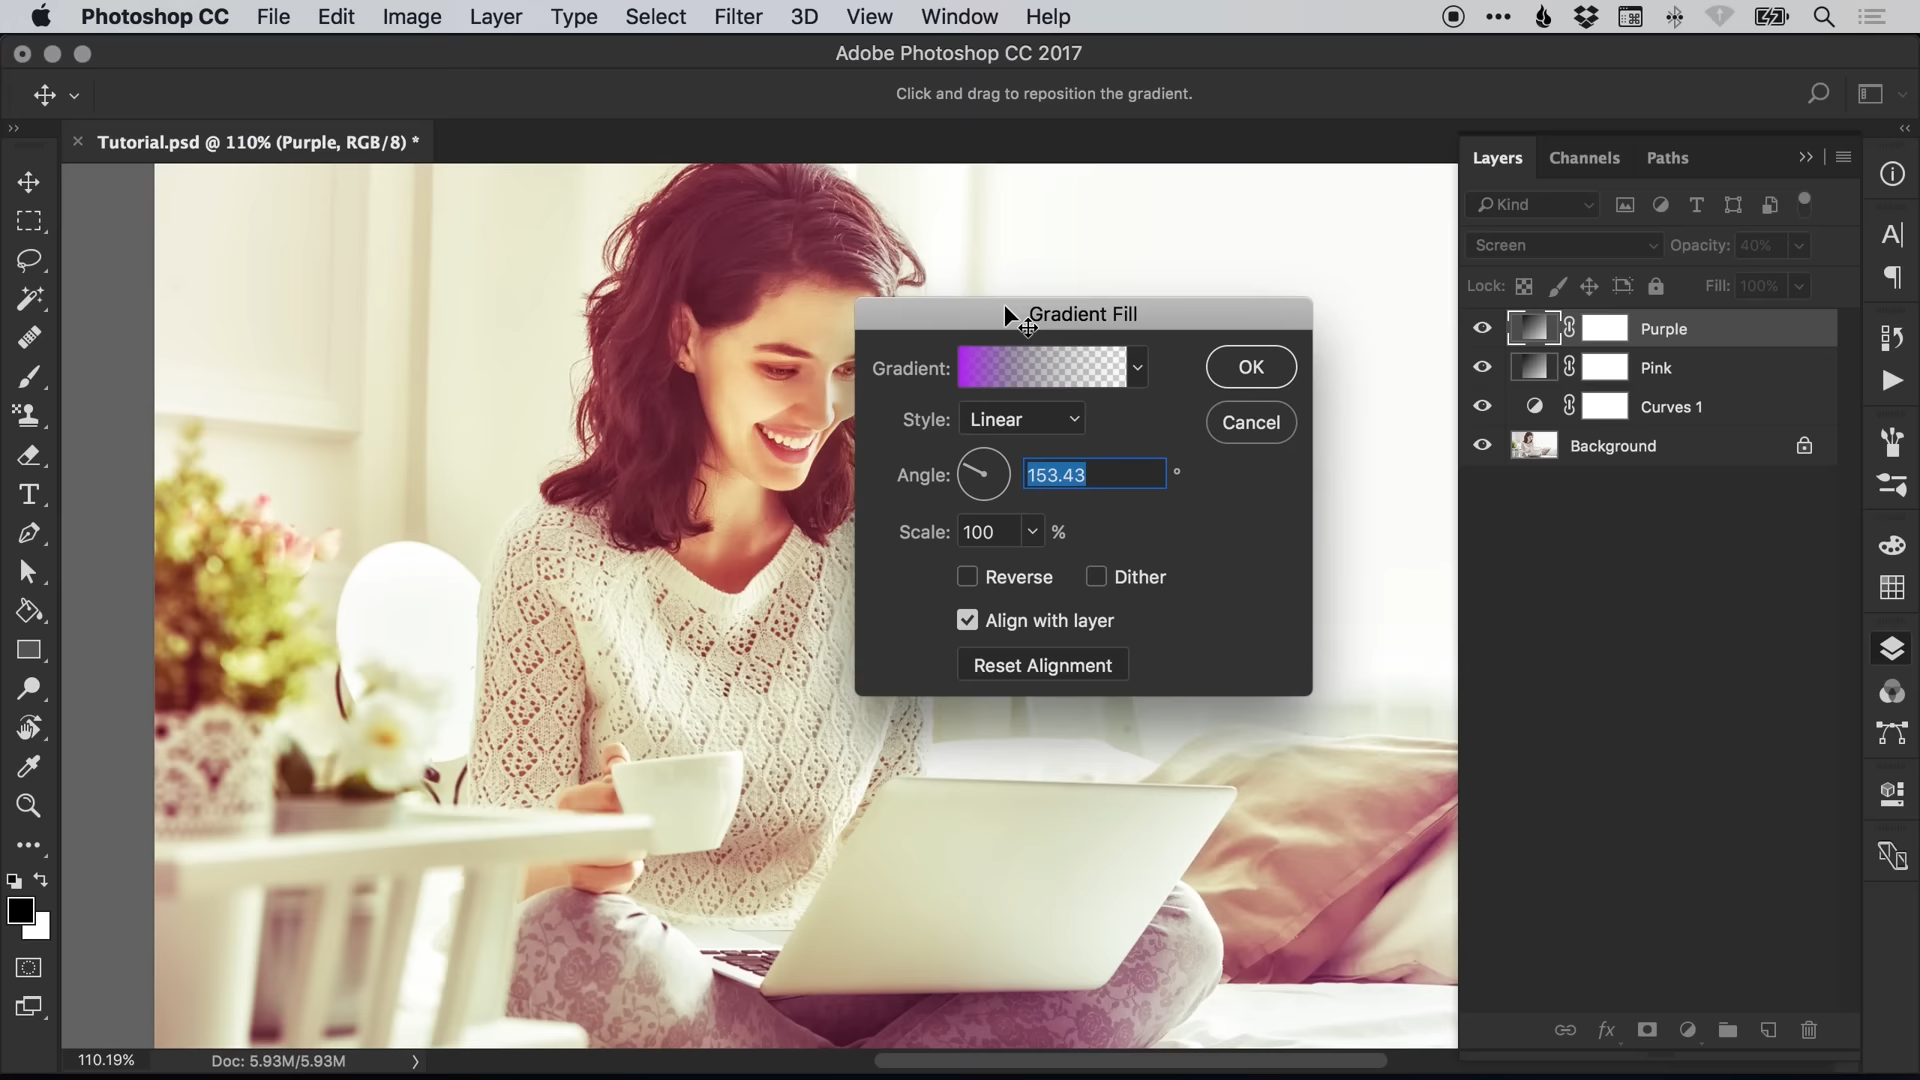 Photoshop CC File Edit Image Layer Type Select Filter 3D View Window Help
Adobe Photoshop CC 2017
Click and drag to reposition the gradient.
Tutorial.psd @ 110% (Purple, RGB/8) *
Layers Channels Paths
Kind
Screen Opacity: 40%
Lock: Fill: 100%
Purple
Pink
Curves 1
Background
Gradient Fill
Gradient: OK
Style: Linear Cancel
Angle: 153.43 °
Scale: 100 %
Reverse Dither
Align with layer
Reset Alignment
110.19% Doc: 5.93M/5.93M